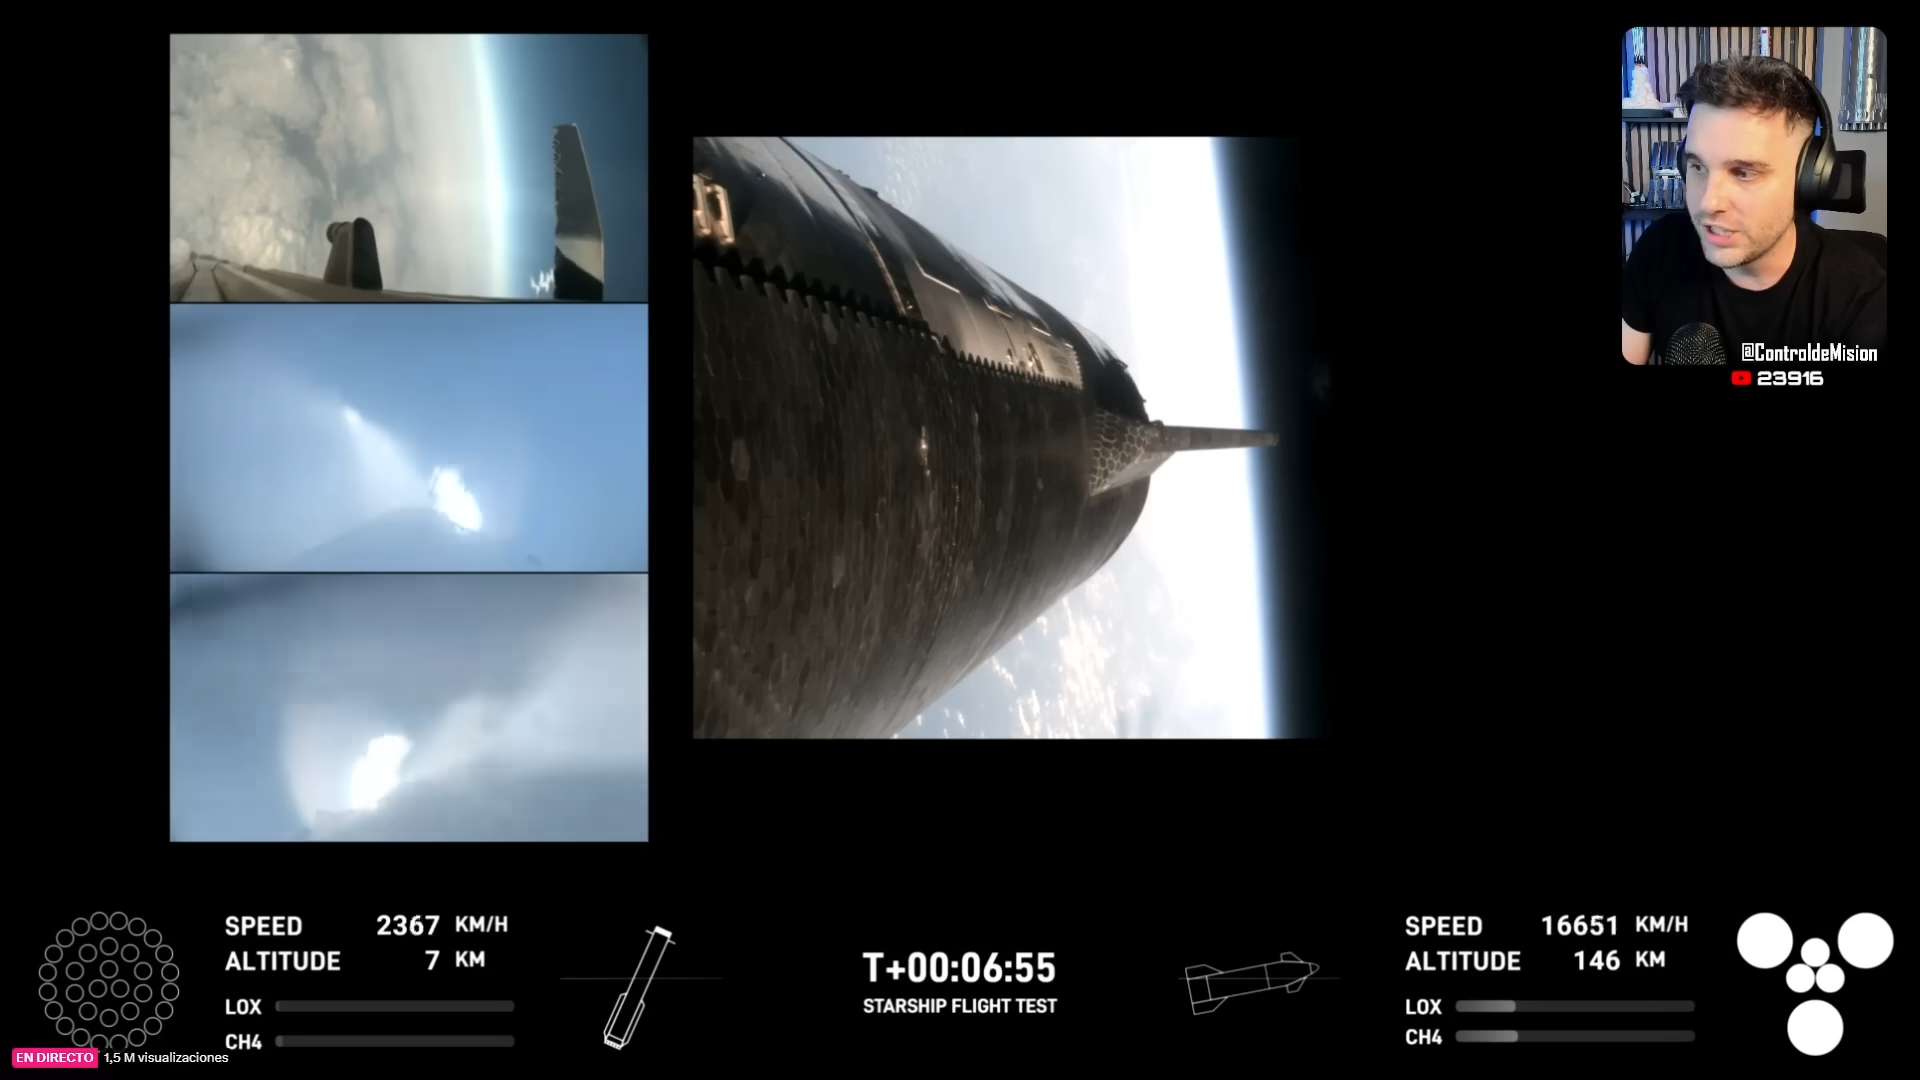 @ControldeMision
23916
SPEED 2367 KM/H
ALTITUDE 7 KM
LOX
CH4
T+00:06:55
STARSHIP FLIGHT TEST
SPEED 16651 KM/H
ALTITUDE 146 KM
LOX
CH4
EN DIRECTO 1,5 M visualizaciones